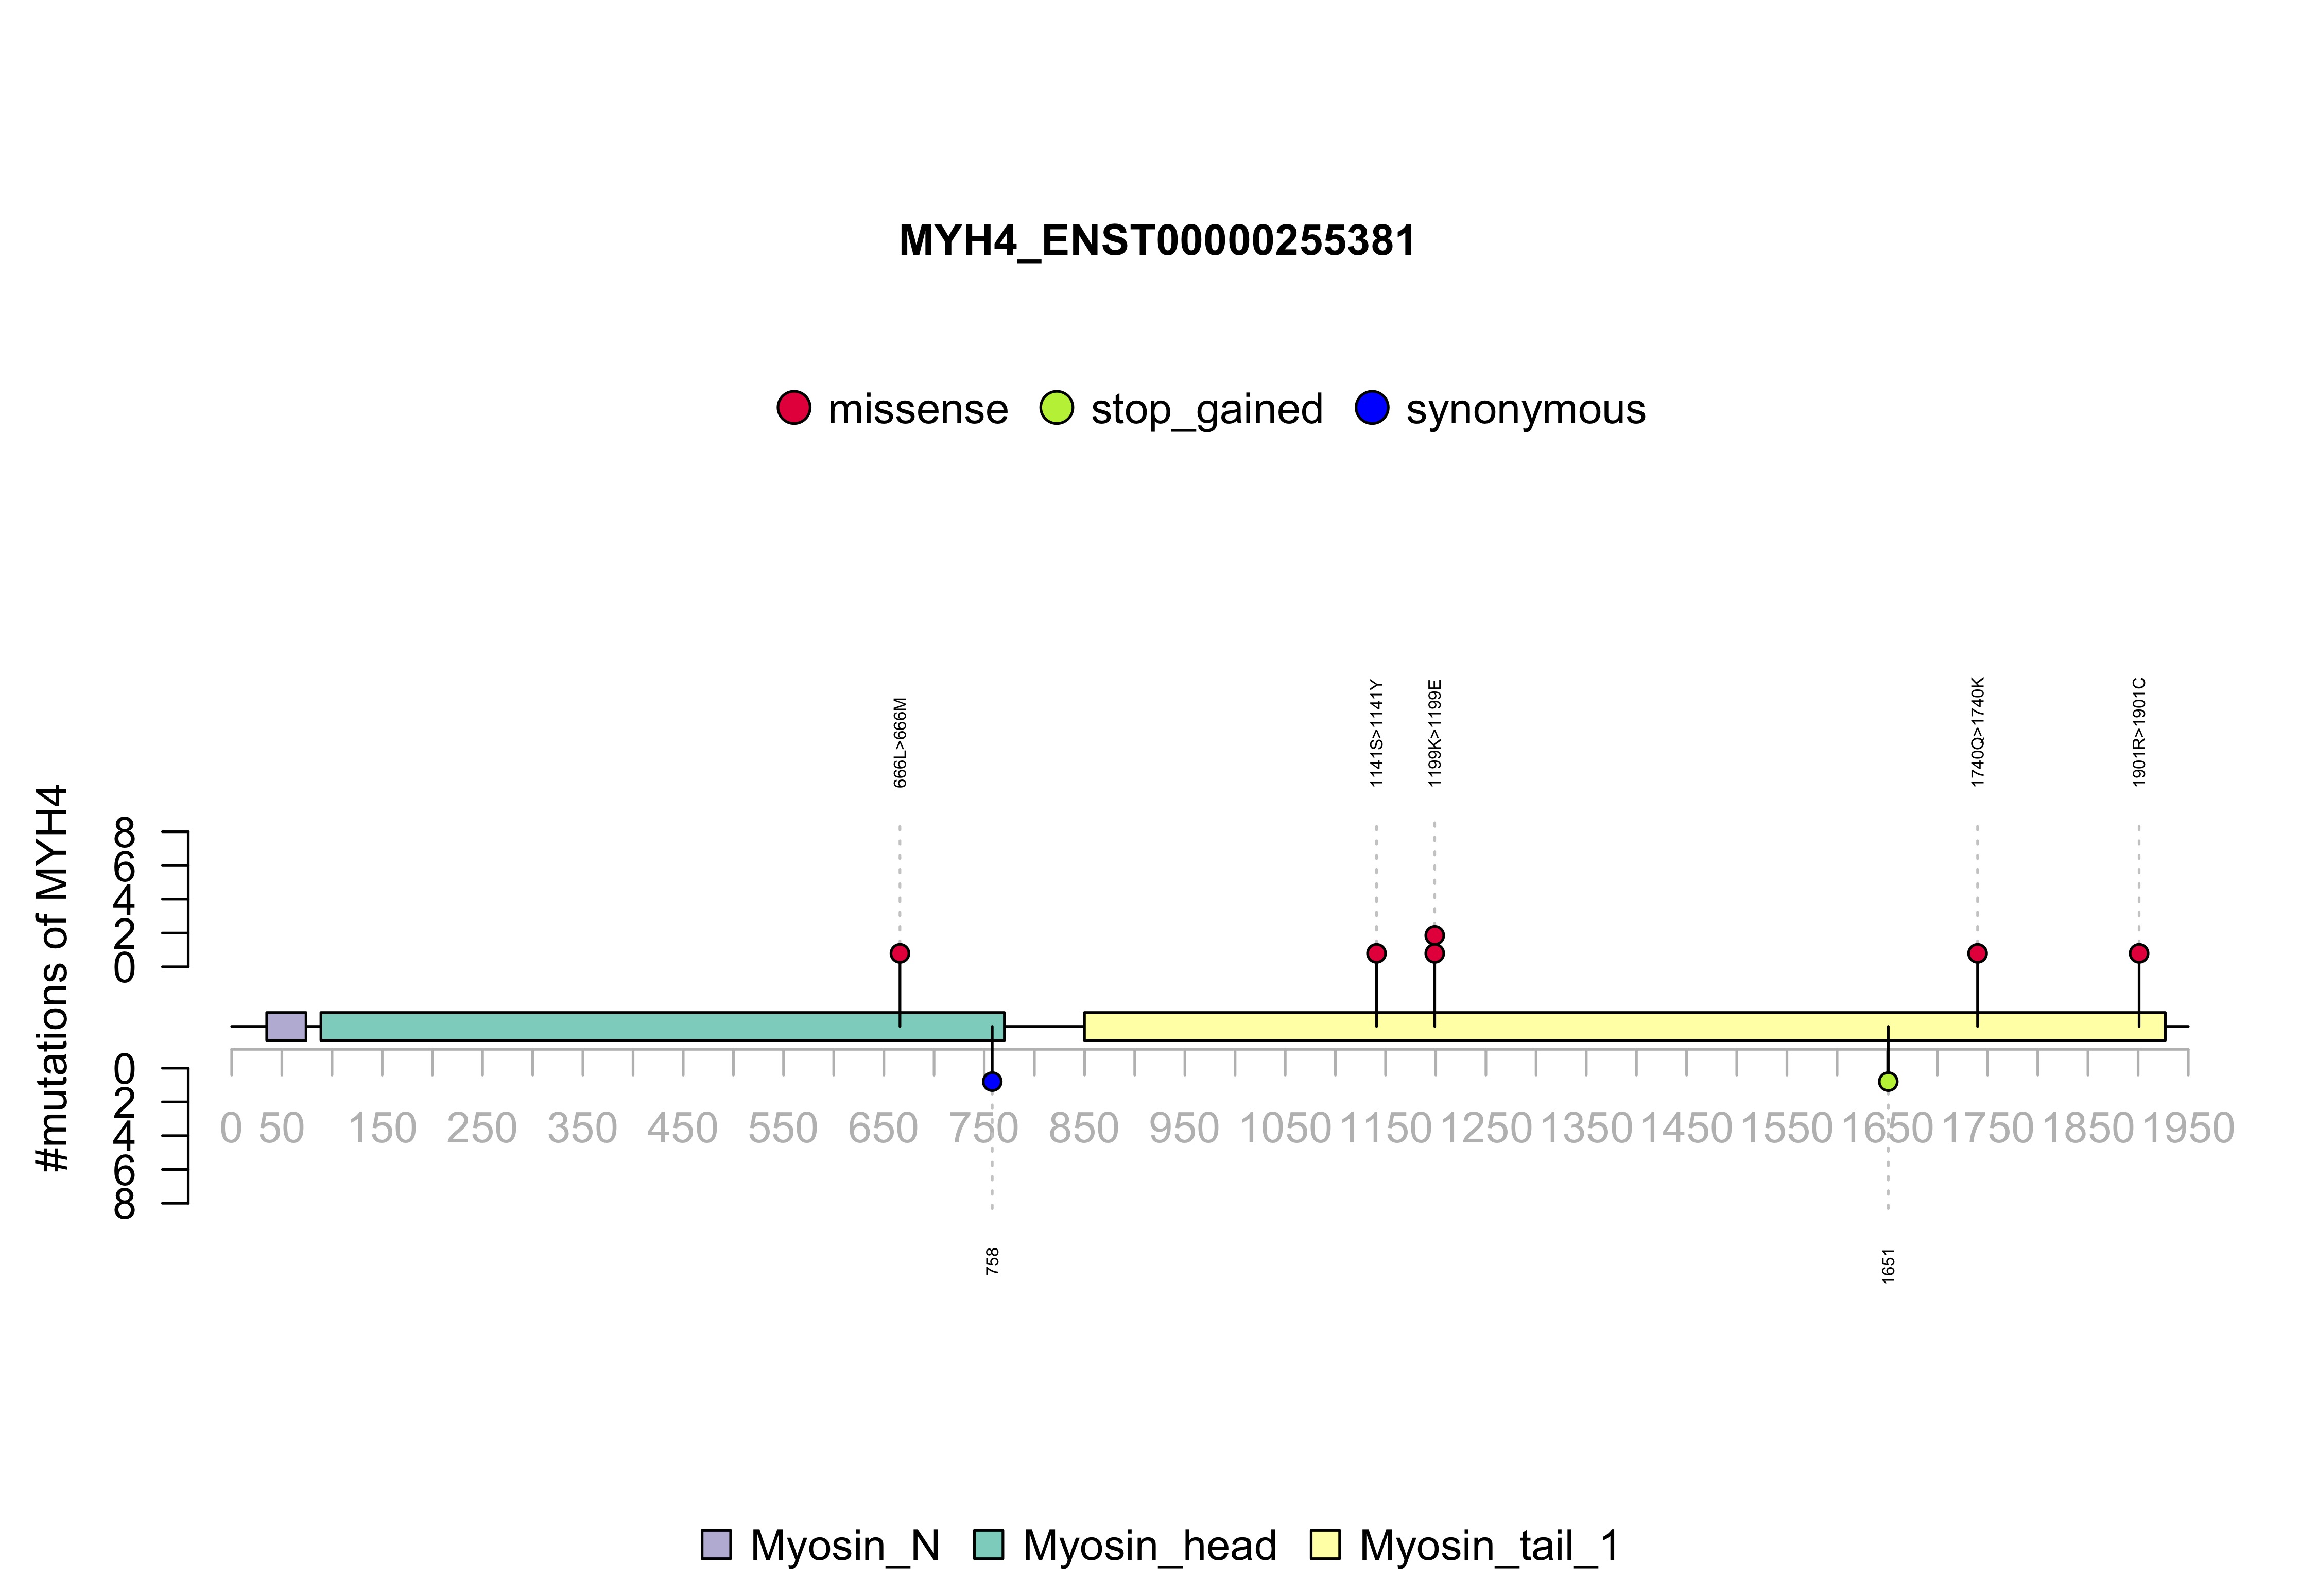 MYH4_ENST00000255381
missense stop_gained synonymous
666L>666M
1141S>1141Y
1199K>1199E
1740Q>1740K
1901R>1901C
#mutations of MYH4
8
6
4
2
0
0
2
4
6
8
0 50 150 250 350 450 550 650 750 850 950 1050 1150 1250 1350 1450 1550 1650 1750 1850 1950
758
1651
Myosin_N Myosin_head Myosin_tail_1